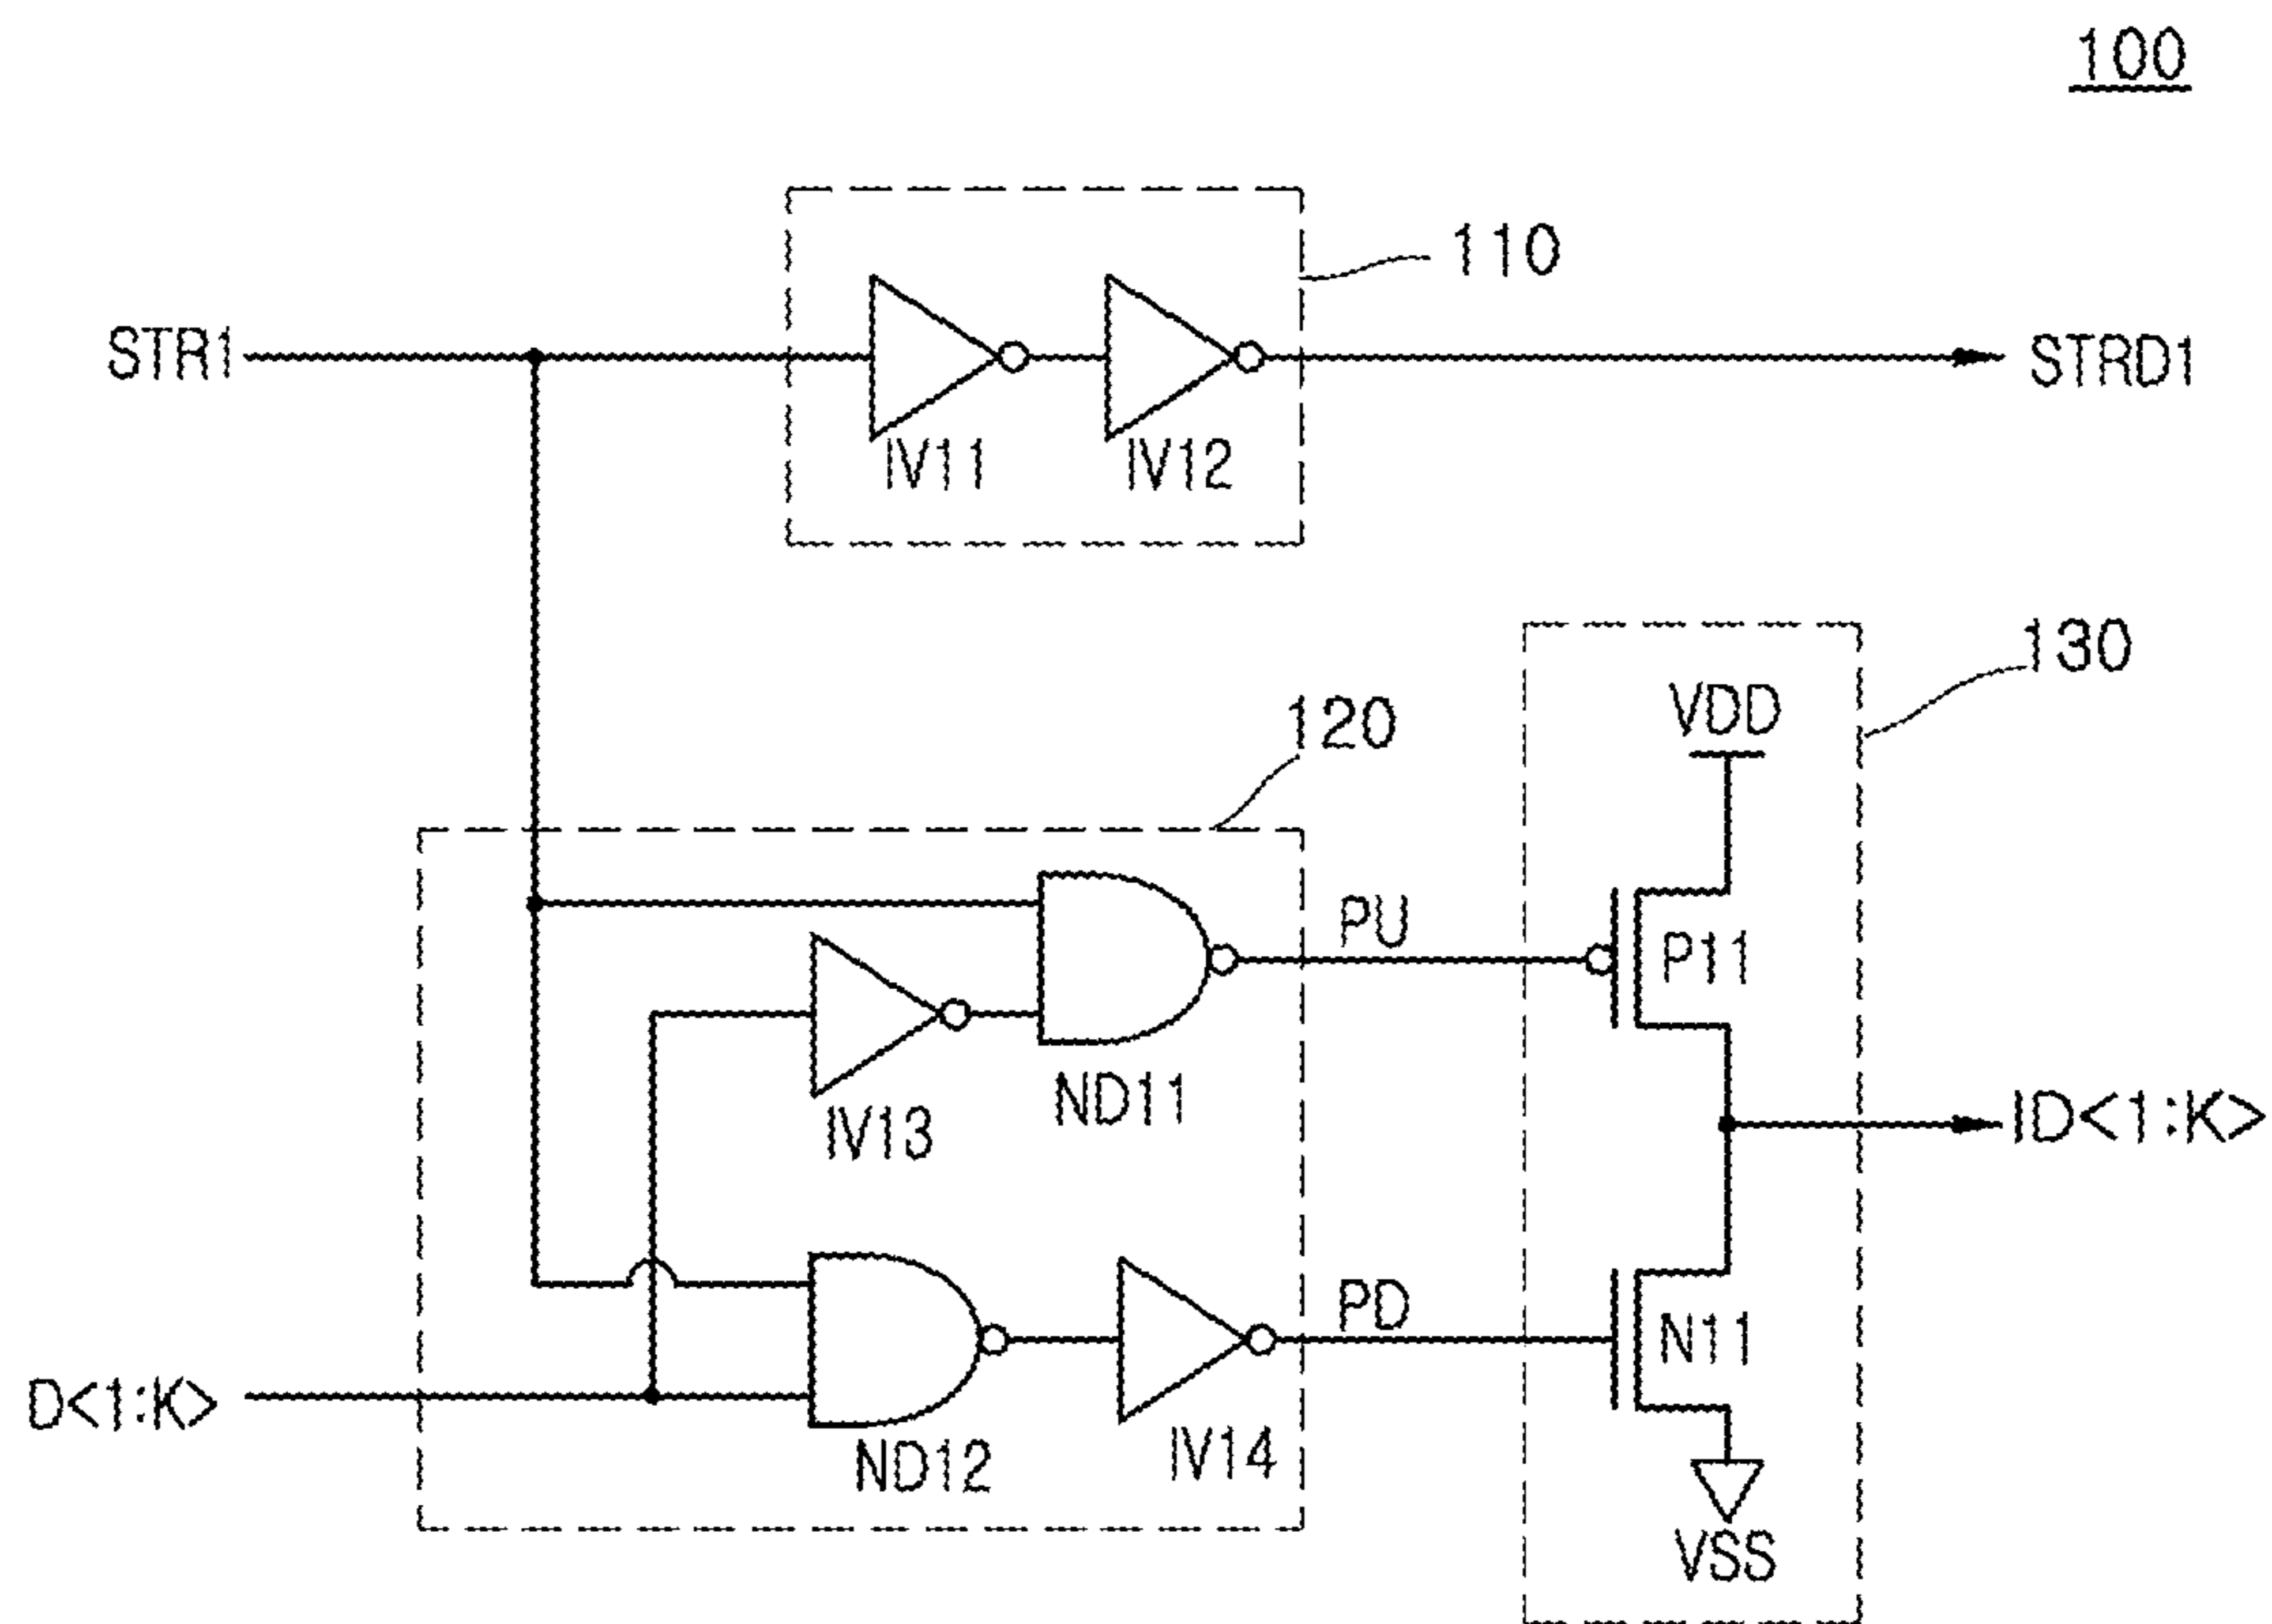 100
110
STR1
STRD1
IV11
IV12
130
VDD
120
PU
P11
ND11
IV13
ID<1:K>
PD
N11
D<1:K>
ND12
IV14
VSS